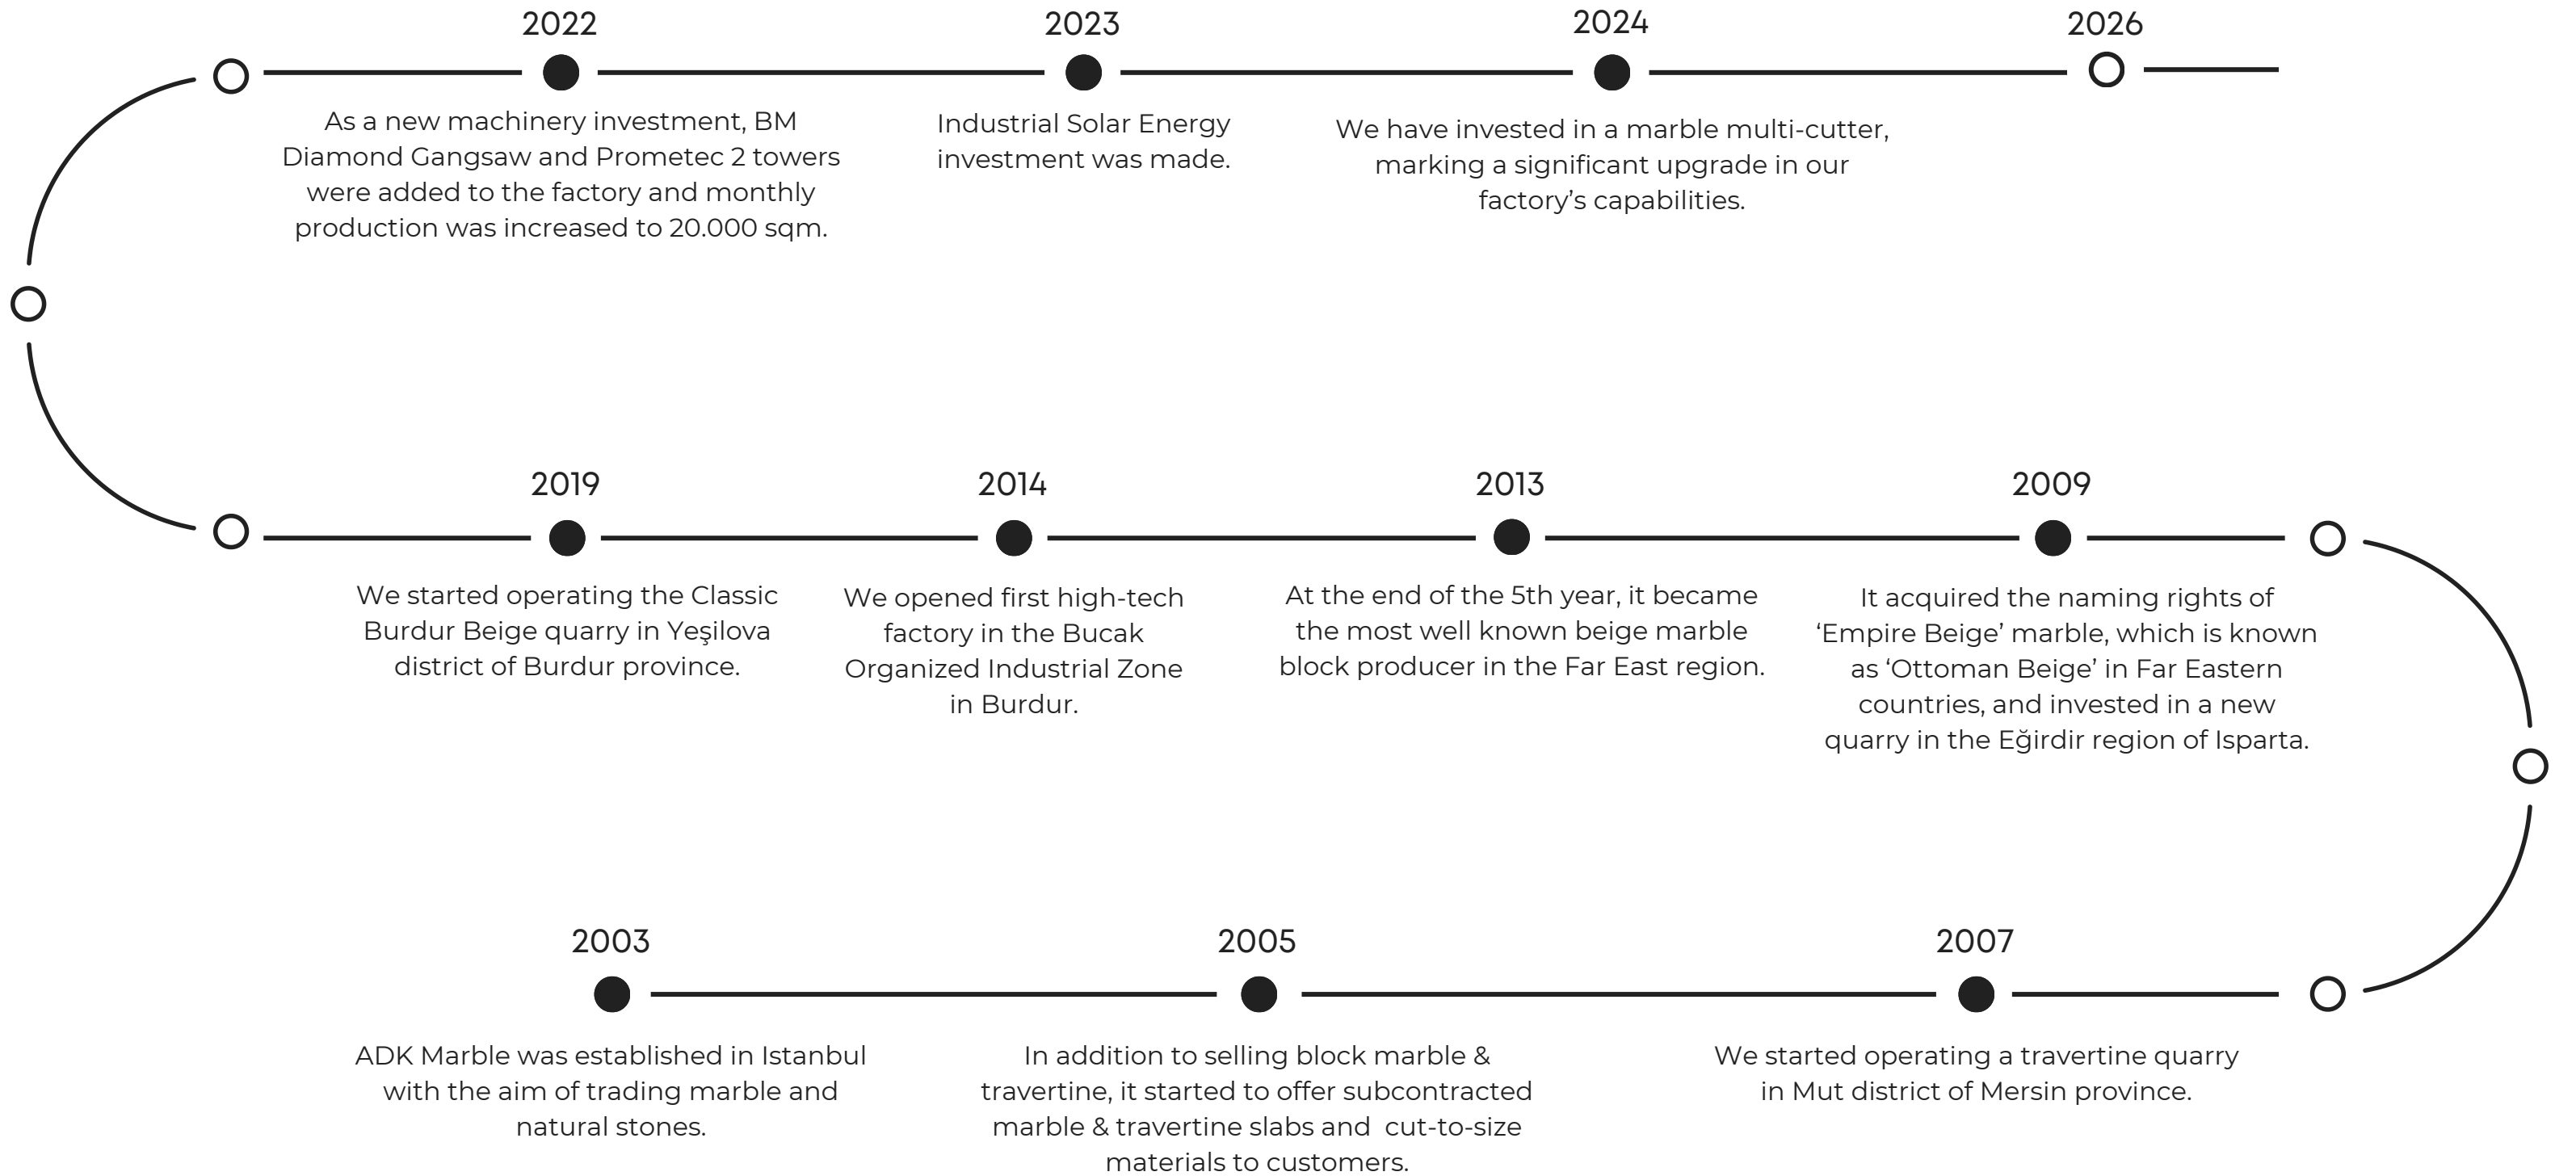 2022
As a new machinery investment, BM
Diamond Gangsaw and Prometec 2 towers
were added to the factory and monthly
production was increased to 20.000 sqm.
2023
Industrial Solar Energy
investment was made.
2024
We have invested in a marble multi-cutter,
marking a significant upgrade in our
factory’s capabilities.
2026
2019
We started operating the Classic
Burdur Beige quarry in Yeşilova
district of Burdur province.
2014
We opened first high-tech
factory in the Bucak
Organized Industrial Zone
in Burdur.
2013
At the end of the 5th year, it became
the most well known beige marble
block producer in the Far East region.
2009
It acquired the naming rights of
‘Empire Beige’ marble, which is known
as ‘Ottoman Beige’ in Far Eastern
countries, and invested in a new
quarry in the Eğirdir region of Isparta.
2003
ADK Marble was established in Istanbul
with the aim of trading marble and
natural stones.
2005
In addition to selling block marble &
travertine, it started to offer subcontracted
marble & travertine slabs and  cut-to-size
materials to customers.
2007
We started operating a travertine quarry
in Mut district of Mersin province.